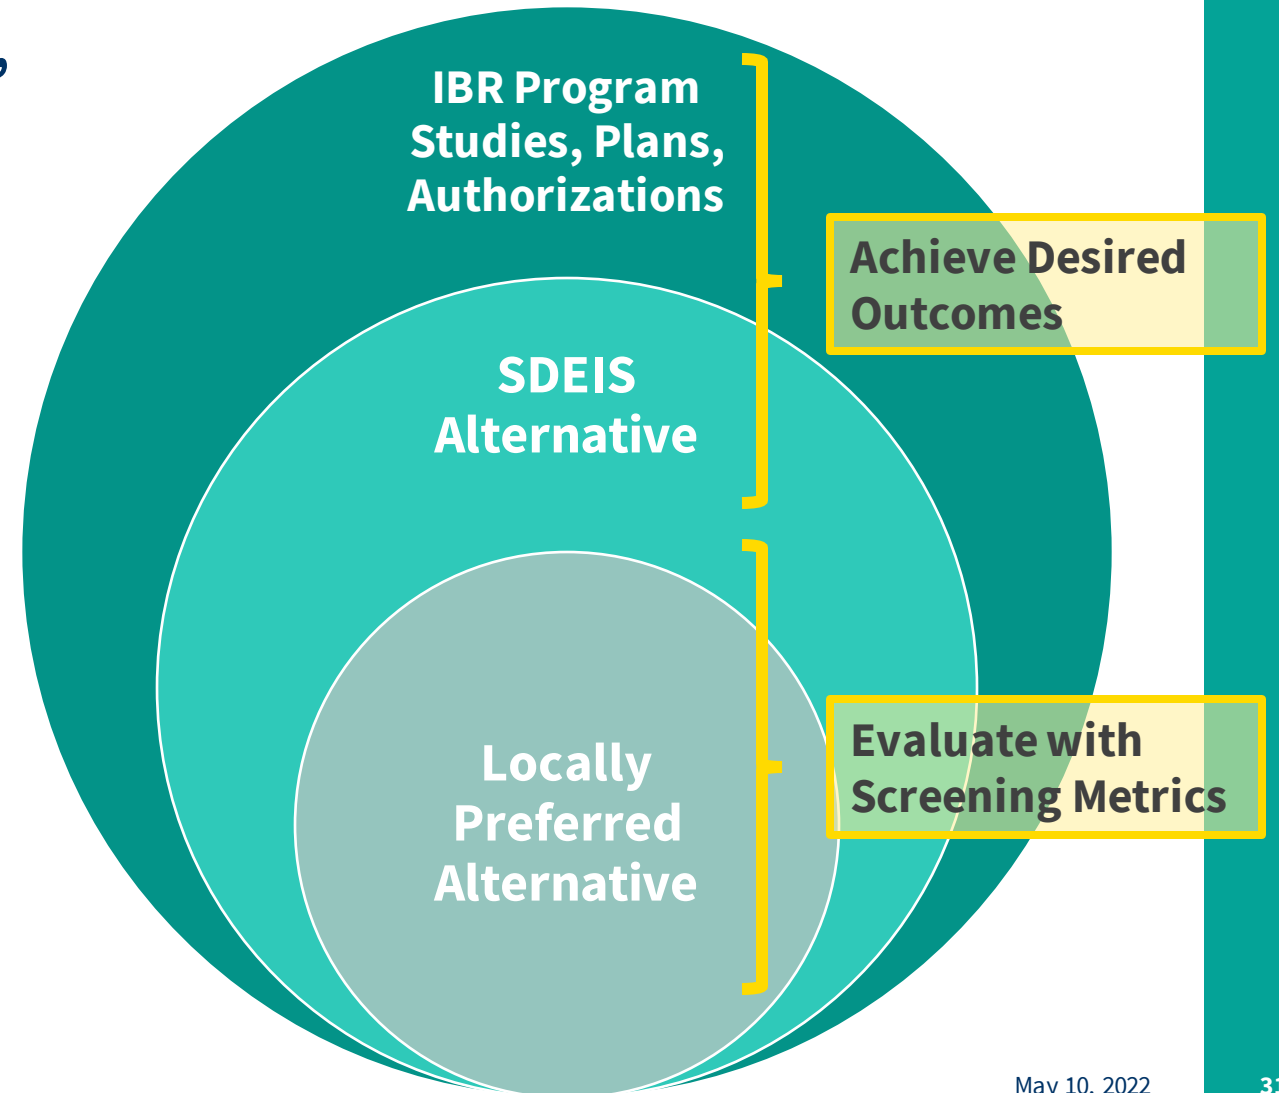 IBR Program
Studies, Plans,
Authorizations
Achieve Desired
Outcomes
SDEIS
Alternative
Evaluate with
Screening Metrics
Locally
Preferred
Alternative
May 10, 2022
31